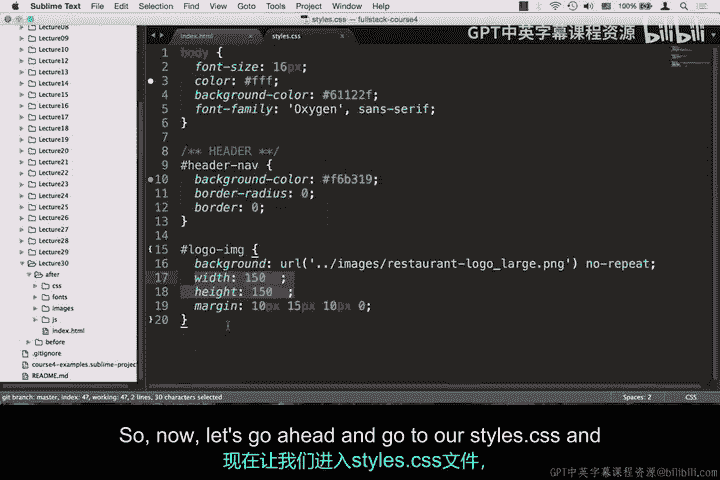 Sublime Text File Edit Selection Find View Goto Tools Project Window Help 100%
styles.css — fullstack-course4
GPT中英字幕课程资源 bilibili
Lecture09
Lecture10
Lecture12
Lecture13
Lecture14
Lecture15
Lecture16
Lecture17
Lecture18
Lecture19
Lecture20
Lecture21
Lecture22
Lecture23
Lecture24
Lecture25
Lecture26
Lecture27
Lecture28
Lecture29
Lecture30
after
css
fonts
images
js
index.html
before
.gitignore
course4-examples.sublime-project
README.md
index.html styles.css
1 body {
2 font-size: 16px;
3 color: #fff;
4 background-color: #61122f;
5 font-family: 'Oxygen', sans-serif;
6 }
7
8 /** HEADER **/
9 #header-nav {
10 background-color: #f6b319;
11 border-radius: 0;
12 border: 0;
13 }
14
15 #logo-img {
16 background: url('../images/restaurant-logo_large.png') no-repeat;
17 width: 150 ;
18 height: 150 ;
19 margin: 10px 15px 10px 0;
20 }
git branch: master, index: 47, working: 47, 2 lines, 30 characters selected Spaces: 2 CSS
So, now, let's go ahead and go to our styles.css and
现在让我们进入styles.css文件,
GPT中英字幕课程资源@bilibili